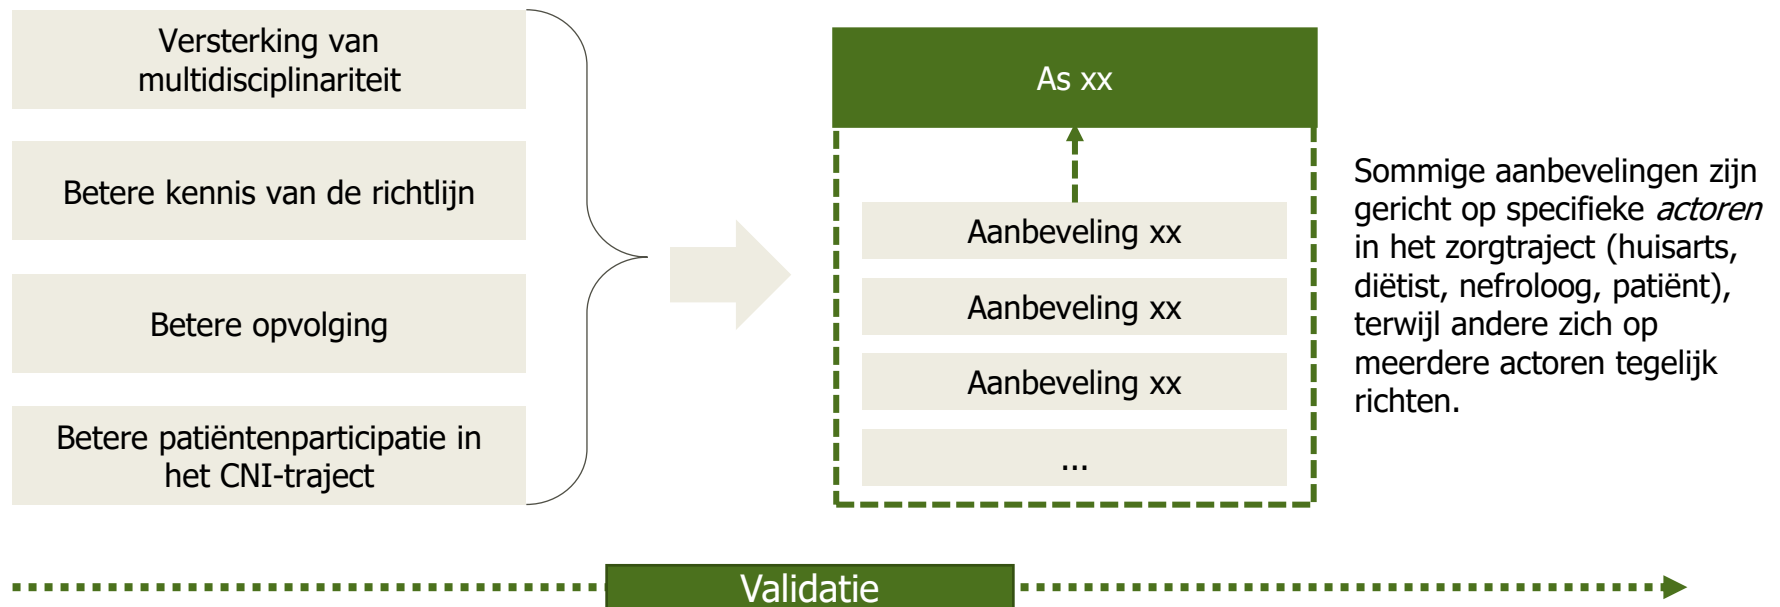 Versterking van
multidisciplinariteit
Betere kennis van de richtlijn
Betere opvolging
Betere patiëntenparticipatie in
het CNI-traject
As xx
Aanbeveling xx
Aanbeveling xx
Aanbeveling xx
...
Sommige aanbevelingen zijn
gericht op specifieke actoren
in het zorgtraject (huisarts,
diëtist, nefroloog, patiënt),
terwijl andere zich op
meerdere actoren tegelijk
richten.
Validatie